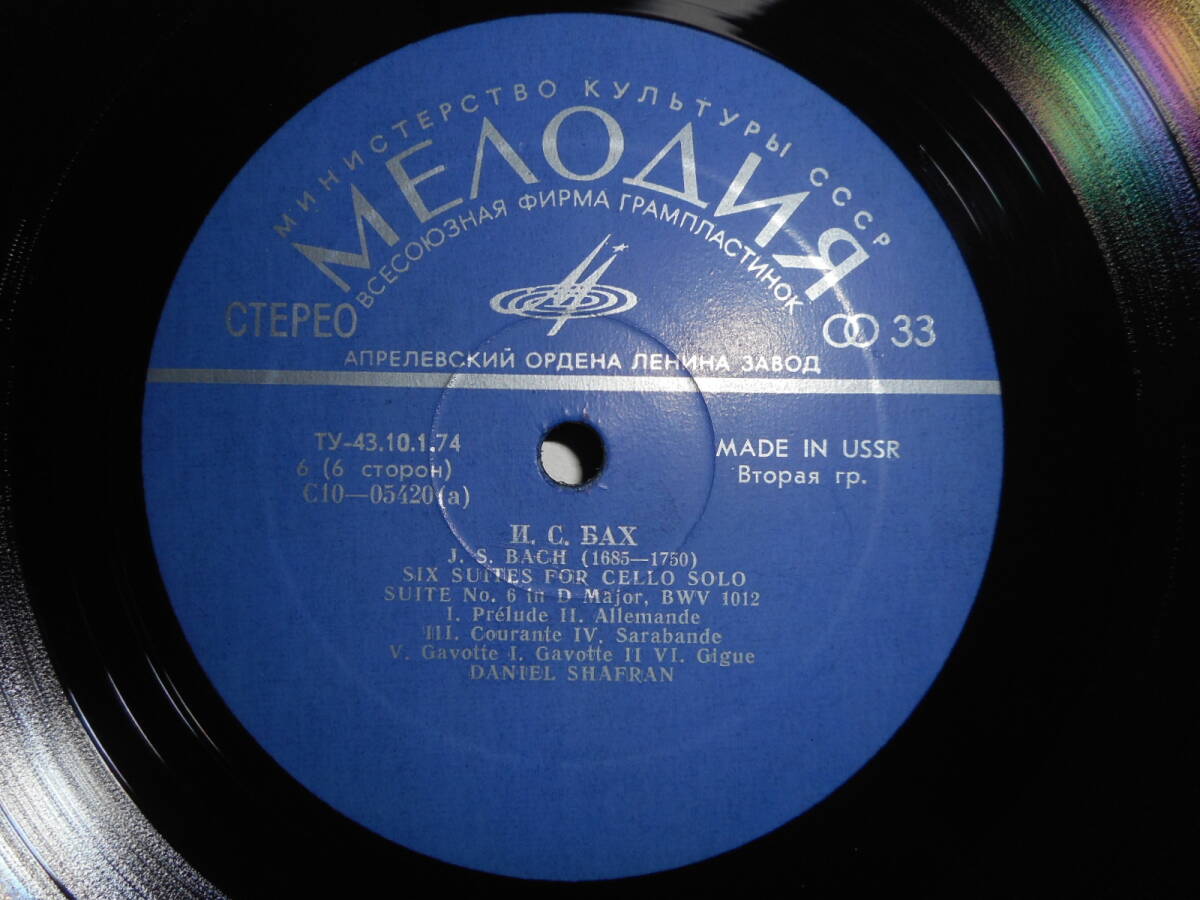 МИНИСТЕРСТВО КУЛЬТУРЫ СССР
МЕЛОДИЯ
ВСЕСОЮЗНАЯ ФИРМА ГРАМПЛАСТИНОК
СТЕРЕО
33
АПРЕЛЕВСКИЙ ОРДЕНА ЛЕНИНА ЗАВОД
ТУ-43.10.1.74
6 (6 сторон)
С10—05420(а)
MADE IN USSR
Вторая гр.
И. С. БАХ
J. S. BACH (1685—1750)
SIX SUITES FOR CELLO SOLO
SUITE No. 6 in D Major, BWV 1012
I. Prélude II. Allemande
III. Courante IV. Sarabande
V. Gavotte I. Gavotte II VI. Gigue
DANIEL SHAFRAN